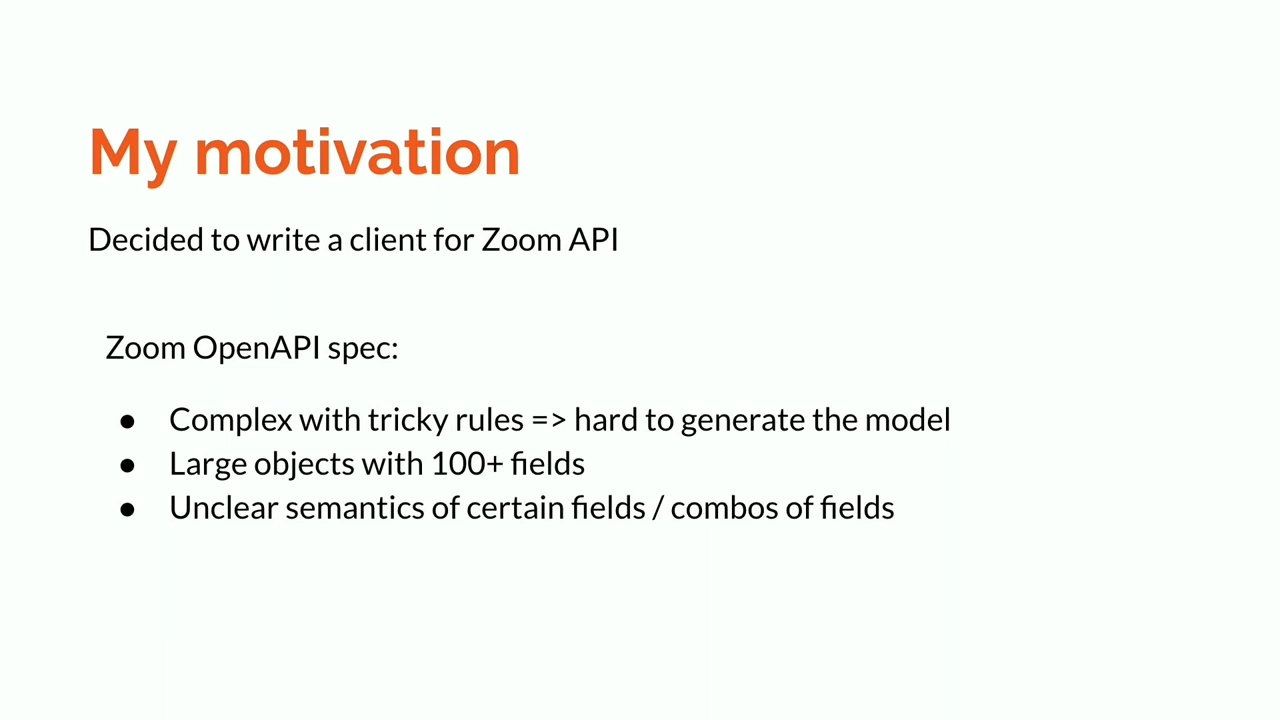 My motivation
Decided to write a client for Zoom API
Zoom OpenAPI spec:
● Complex with tricky rules => hard to generate the model
● Large objects with 100+ fields
● Unclear semantics of certain fields / combos of fields